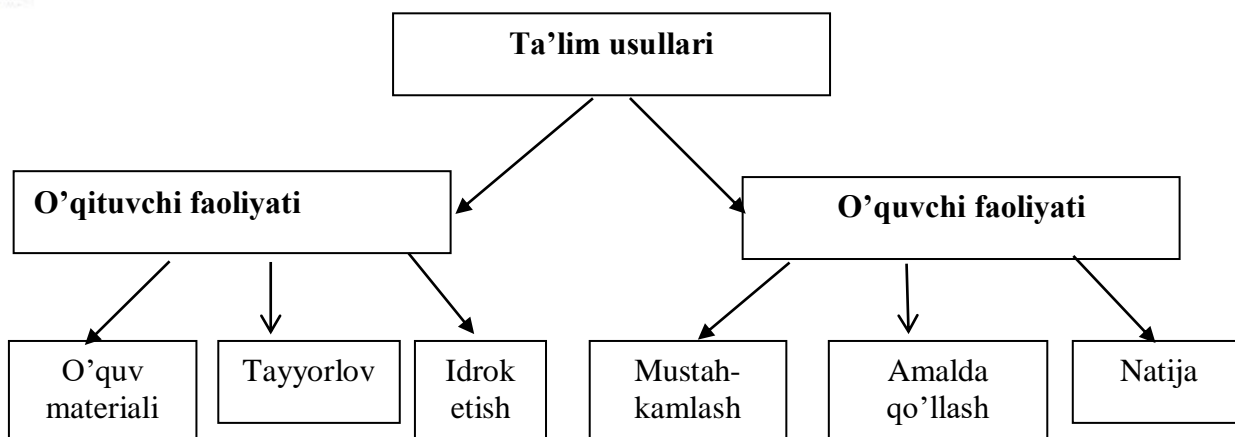 Ta’lim usullari
O’qituvchi faoliyati
O’quvchi faoliyati
O’quv
materiali
Tayyorlov
Idrok
etish
Mustah-
kamlash
Amalda
qo’llash
Natija